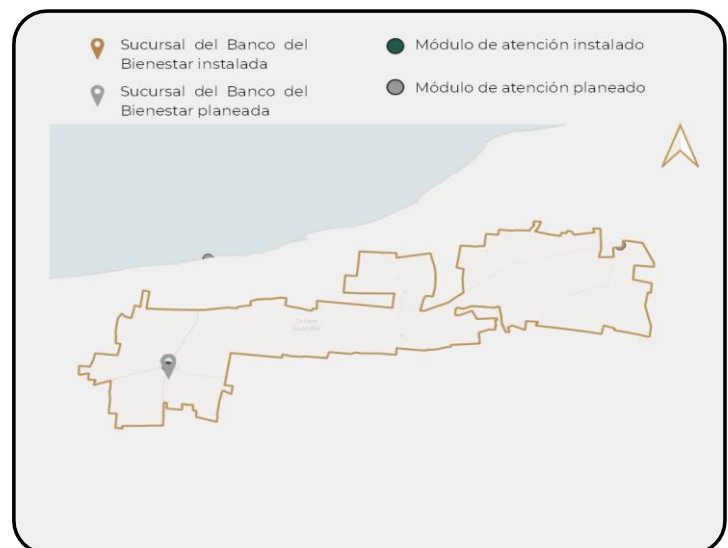 Sucursal del Banco del
Bienestar instalada
Sucursal del Banco del
Bienestar planeada
Módulo de atención instalado
Módulo de atención planeado